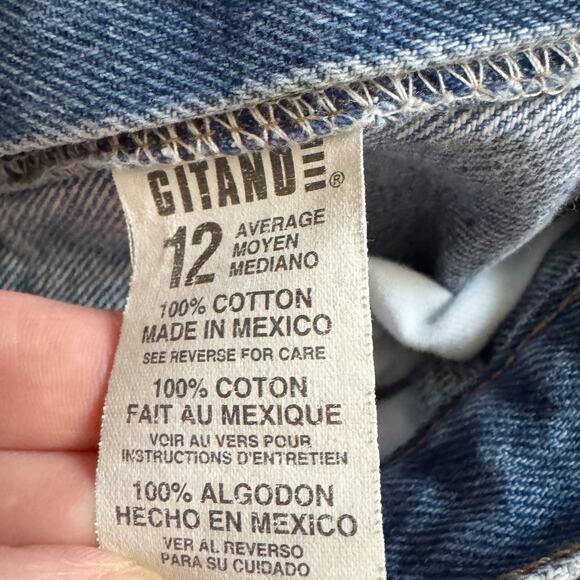 GITANO®
12 AVERAGE
MOYEN
MEDIANO
100% COTTON
MADE IN MEXICO
SEE REVERSE FOR CARE
100% COTON
FAIT AU MEXIQUE
VOIR AU VERS POUR
INSTRUCTIONS D'ENTRETIEN
100% ALGODON
HECHO EN MEXICO
VER AL REVERSO
PARA SU CUIDADO